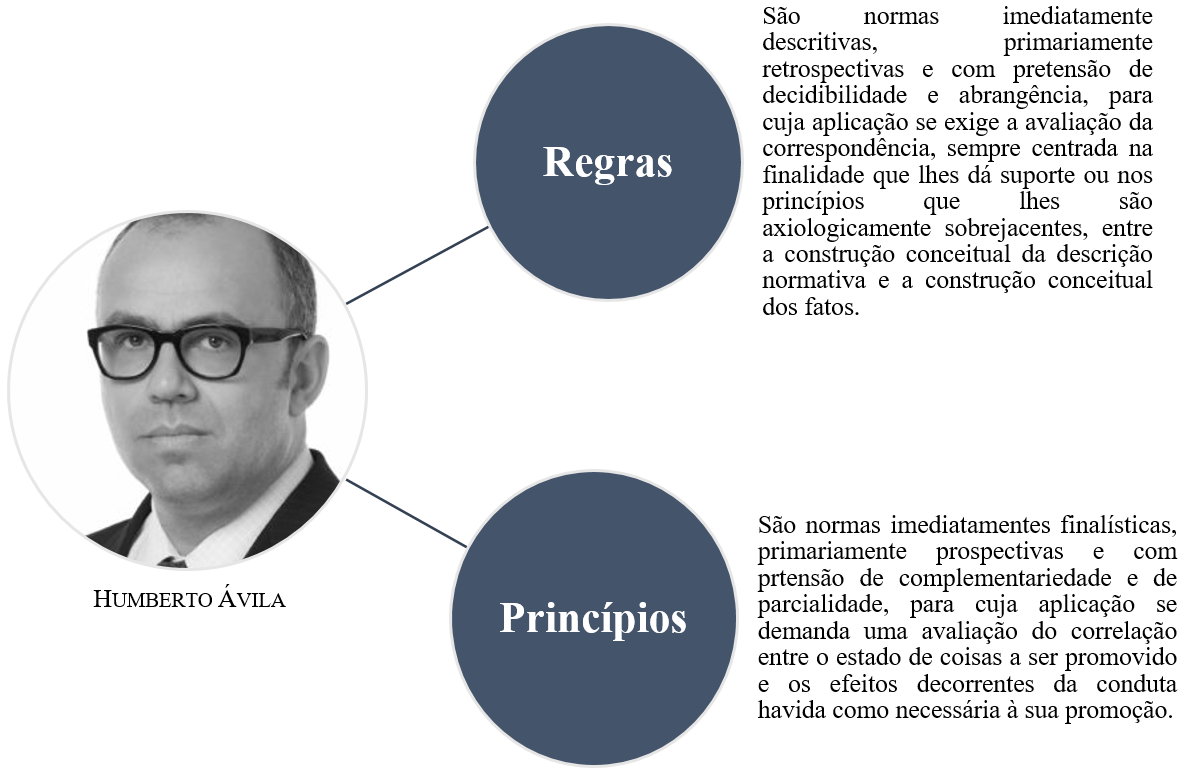 São normas imediatamente
descritivas, primariamente
retrospectivas e com pretensão de
decidibilidade e abrangência, para
cuja aplicação se exige a avaliação da
correspondência, sempre centrada na
finalidade que lhes dá suporte ou nos
princípios que lhes são
axiologicamente sobrejacentes, entre
a construção conceitual da descrição
normativa e a construção conceitual
dos fatos.
Regras
HUMBERTO ÁVILA
Princípios
São normas imediatamentes finalísticas,
primariamente prospectivas e com
prtensão de complementariedade e de
parcialidade, para cuja aplicação se
demanda uma avaliação do correlação
entre o estado de coisas a ser promovido
e os efeitos decorrentes da conduta
havida como necessária à sua promoção.